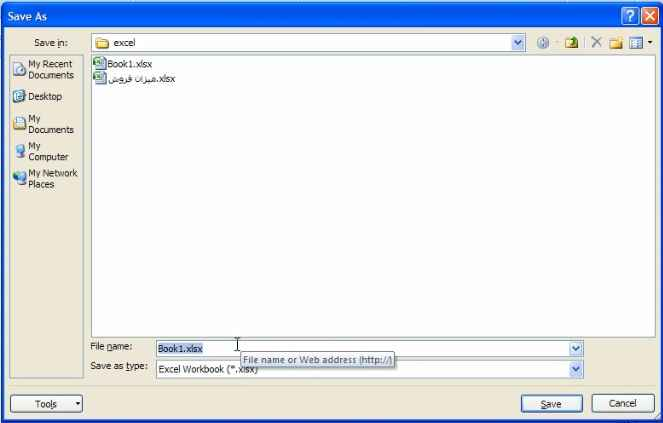 Save As
Save in:
excel
My Recent Documents
Desktop
My Documents
My Computer
My Network Places
Book1.xlsx
میزان فروش.xlsx
File name:
Book1.xlsx
File name or Web address (http://)
Save as type:
Excel Workbook (*.xlsx)
Tools
Save
Cancel